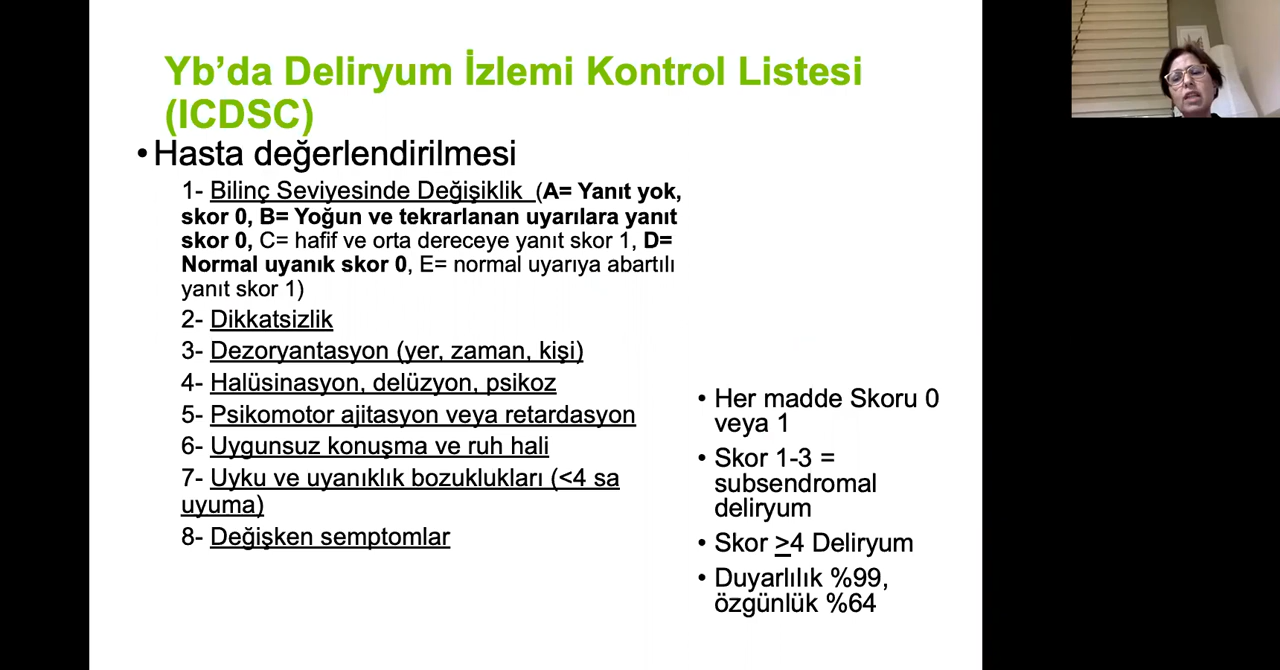 Yb’da Deliryum İzlemi Kontrol Listesi
(ICDSC)
• Hasta değerlendirilmesi
1- Bilinç Seviyesinde Değişiklik (A= Yanıt yok,
skor 0, B= Yoğun ve tekrarlanan uyarılara yanıt
skor 0, C= hafif ve orta dereceye yanıt skor 1, D=
Normal uyanık skor 0, E= normal uyarıya abartılı
yanıt skor 1)
2- Dikkatsizlik
3- Dezoryantasyon (yer, zaman, kişi)
4- Halüsinasyon, delüzyon, psikoz
5- Psikomotor ajitasyon veya retardasyon
6- Uygunsuz konuşma ve ruh hali
7- Uyku ve uyanıklık bozuklukları (<4 sa
uyuma)
8- Değişken semptomlar
• Her madde Skoru 0
veya 1
• Skor 1-3 =
subsendromal
deliryum
• Skor >4 Deliryum
• Duyarlılık %99,
özgünlük %64